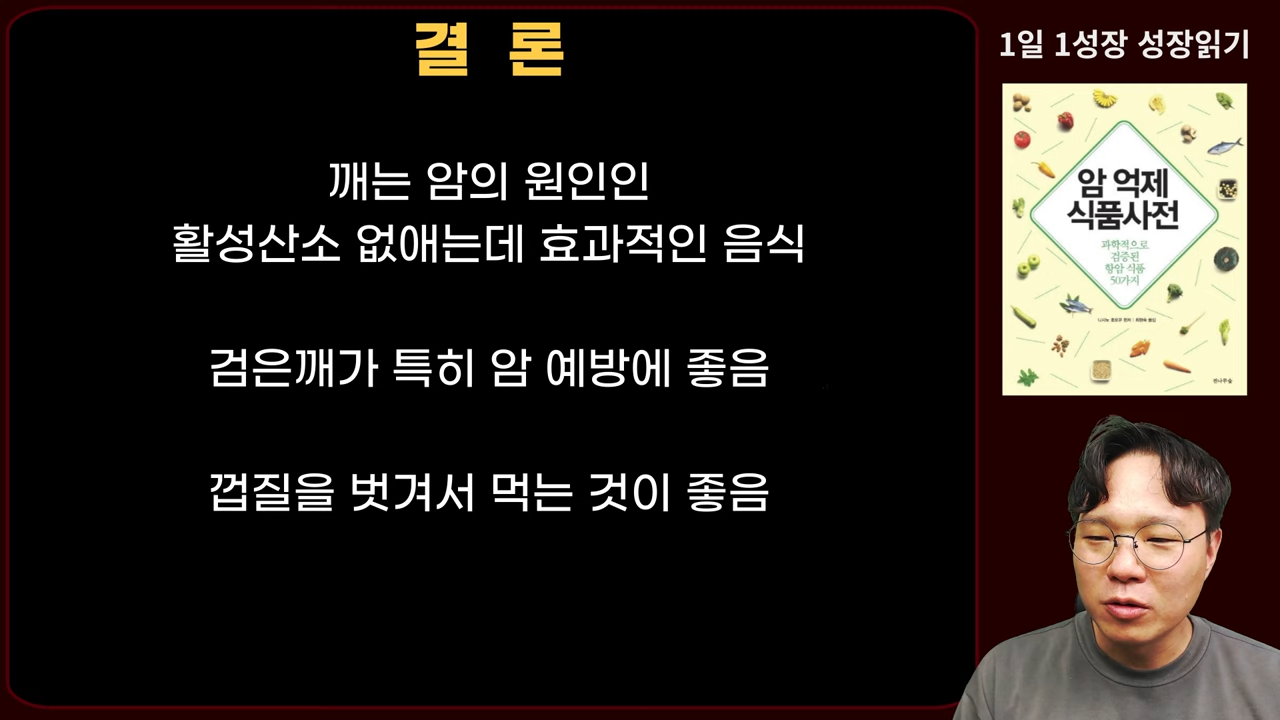 결 론
깨는 암의 원인인
활성산소 없애는데 효과적인 음식
검은깨가 특히 암 예방에 좋음
껍질을 벗겨서 먹는 것이 좋음
1일 1성장 성장읽기
암 억제
식품사전
과학적으로
검증된
항암 식품
50가지
전나무숲